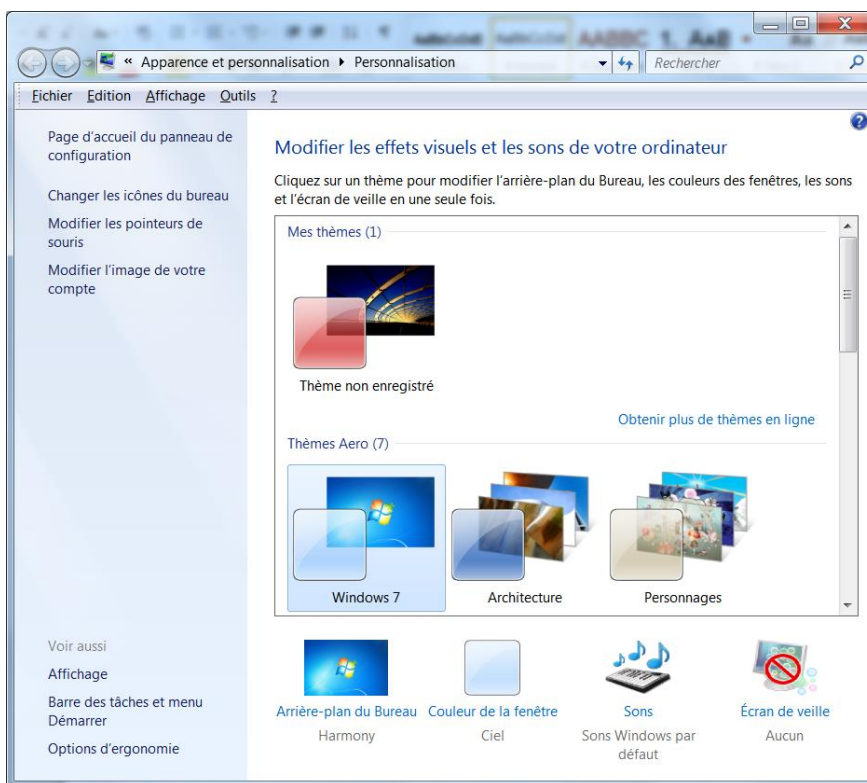 « Apparence et personnalisation ▸ Personnalisation
Rechercher
Fichier Edition Affichage Outils ?
Page d'accueil du panneau de
configuration
Changer les icônes du bureau
Modifier les pointeurs de
souris
Modifier l'image de votre
compte
Modifier les effets visuels et les sons de votre ordinateur
Cliquez sur un thème pour modifier l'arrière-plan du Bureau, les couleurs des fenêtres, les sons
et l'écran de veille en une seule fois.
Mes thèmes (1)
Thème non enregistré
Obtenir plus de thèmes en ligne
Thèmes Aero (7)
Windows 7
Architecture
Personnages
Voir aussi
Affichage
Barre des tâches et menu
Démarrer
Options d'ergonomie
Arrière-plan du Bureau
Harmony
Couleur de la fenêtre
Ciel
Sons
Sons Windows par
défaut
Écran de veille
Aucun